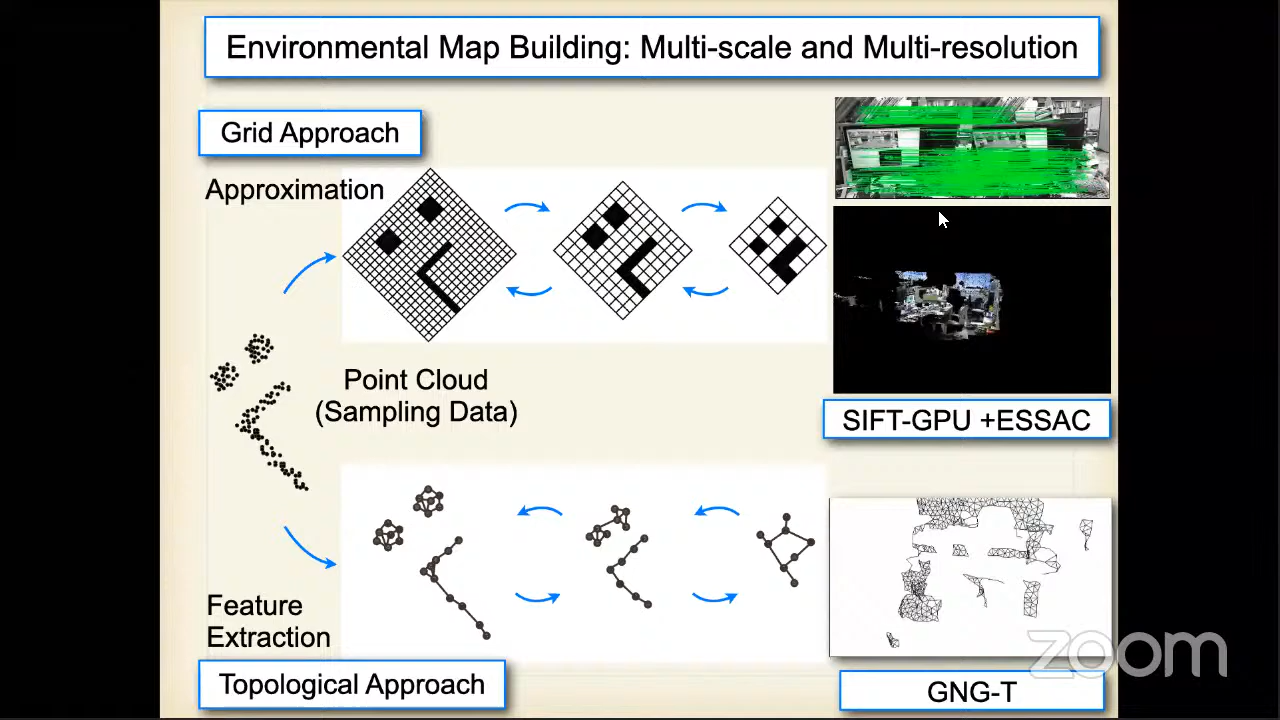 Environmental Map Building: Multi-scale and Multi-resolution
Grid Approach
Approximation
Point Cloud
(Sampling Data)
SIFT-GPU +ESSAC
Feature
Extraction
Topological Approach
GNG-T
zoom